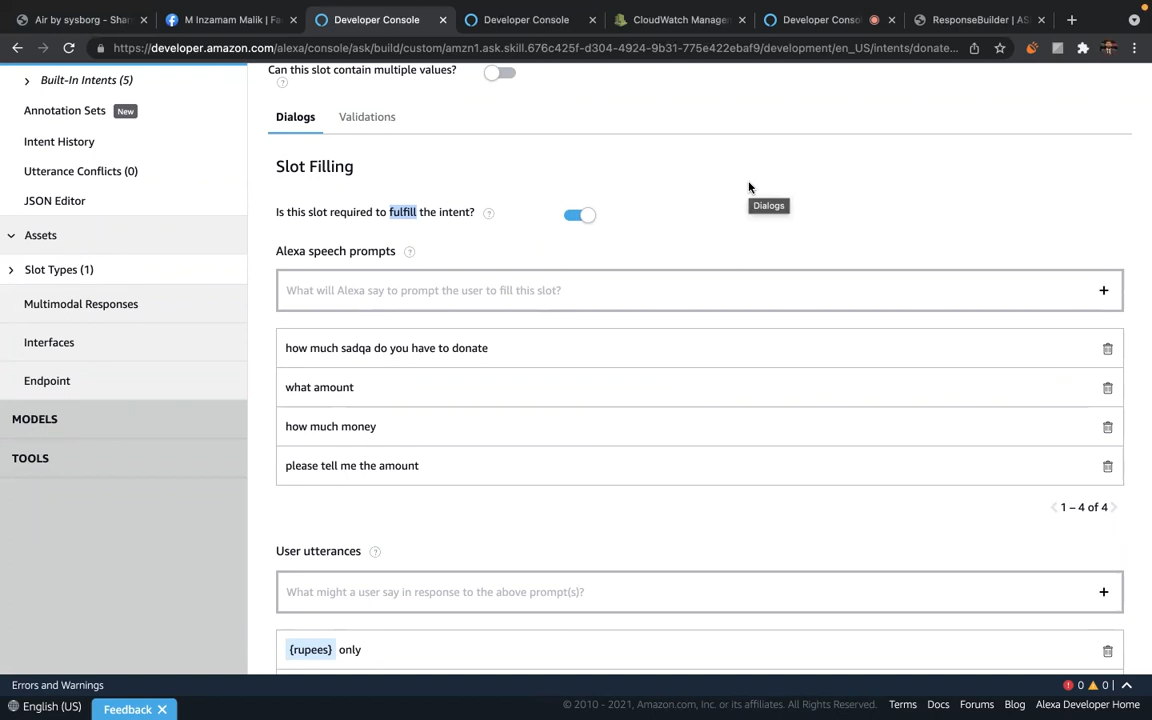 Air by sysborg - Shar
M Inzamam Malik | Fa
Developer Console
Developer Console
CloudWatch Manage
Developer Conso
ResponseBuilder | AS
https://developer.amazon.com/alexa/console/ask/build/custom/amzn1.ask.skill.676c425f-d304-4924-9b31-775e422ebaf9/development/en_US/intents/donate...
Built-In Intents (5)
Annotation Sets New
Intent History
Utterance Conflicts (0)
JSON Editor
Assets
Slot Types (1)
Multimodal Responses
Interfaces
Endpoint
MODELS
TOOLS
Can this slot contain multiple values?
Dialogs Validations
Slot Filling
Dialogs
Is this slot required to fulfill the intent?
Alexa speech prompts
What will Alexa say to prompt the user to fill this slot?
how much sadqa do you have to donate
what amount
how much money
please tell me the amount
1 – 4 of 4
User utterances
What might a user say in response to the above prompt(s)?
{rupees} only
Errors and Warnings
0 0
English (US)
Feedback
© 2010 - 2021, Amazon.com, Inc. or its affiliates. All Rights Reserved.
Terms Docs Forums Blog Alexa Developer Home